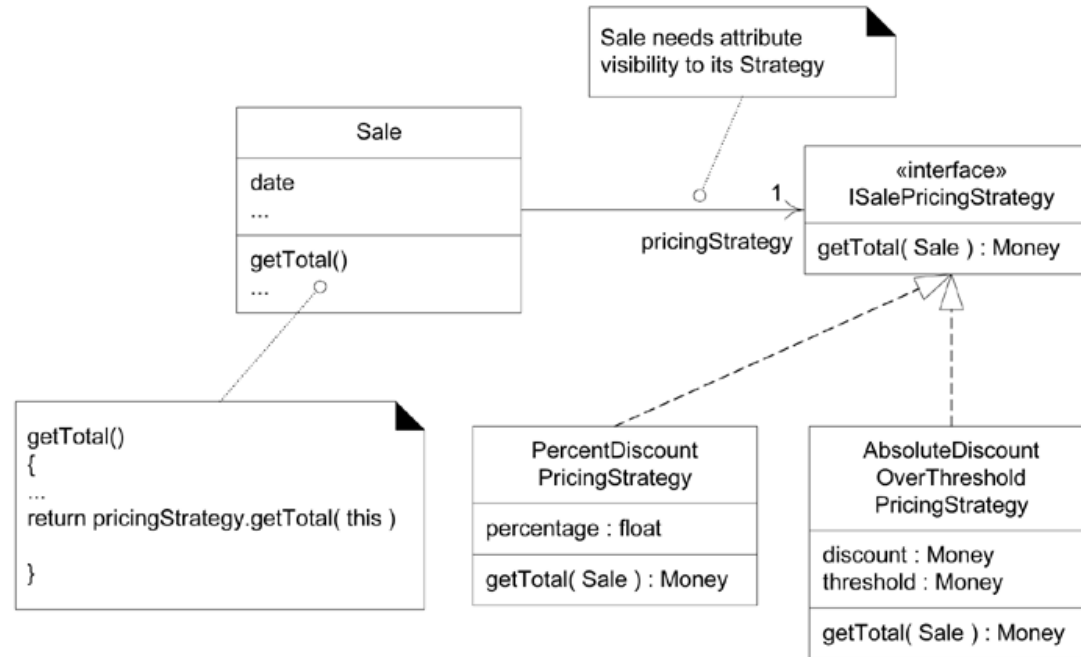 Sale needs attribute
visibility to its Strategy
Sale
date
...
getTotal()
...
1
pricingStrategy
«interface»
ISalePricingStrategy
getTotal( Sale ) : Money
getTotal()
{
...
return pricingStrategy.getTotal( this )
}
PercentDiscount
PricingStrategy
percentage : float
getTotal( Sale ) : Money
AbsoluteDiscount
OverThreshold
PricingStrategy
discount : Money
threshold : Money
getTotal( Sale ) : Money